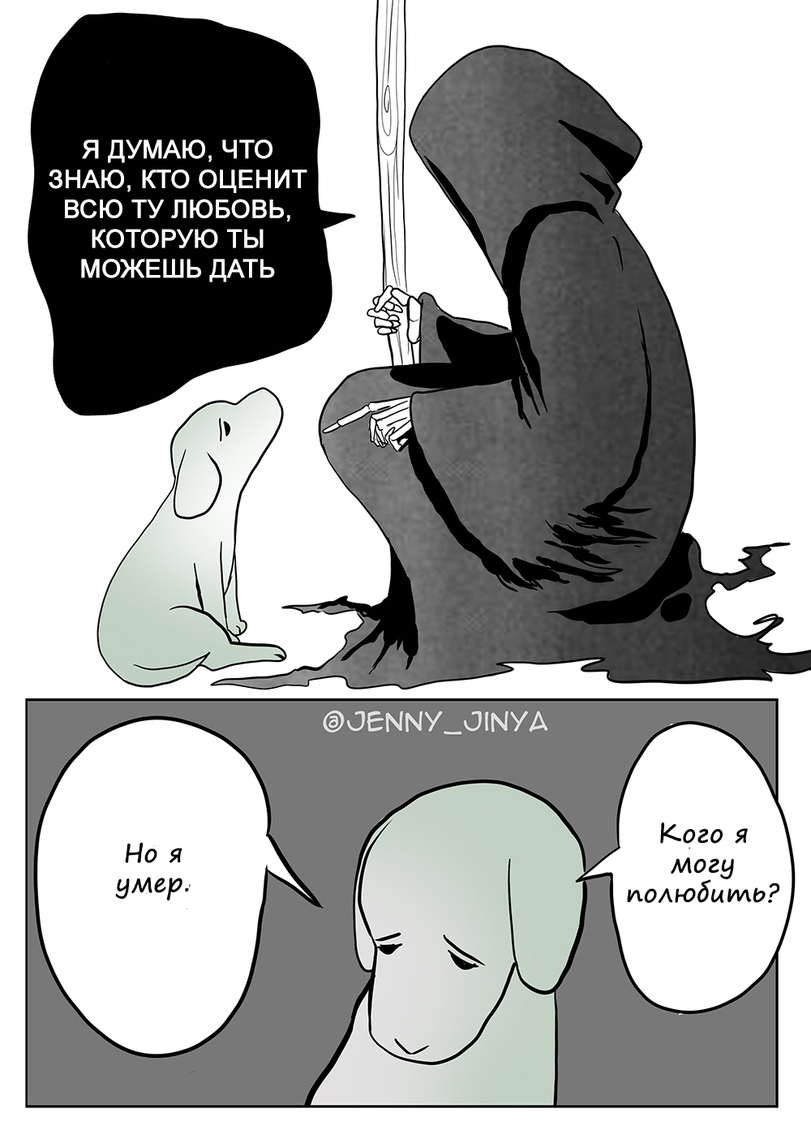 Я ДУМАЮ, ЧТО
ЗНАЮ, КТО ОЦЕНИТ
ВСЮ ТУ ЛЮБОВЬ,
КОТОРУЮ ТЫ
МОЖЕШЬ ДАТЬ
@JENNY_JINYA
Но я
умер.
Кого я
могу
полюбить?